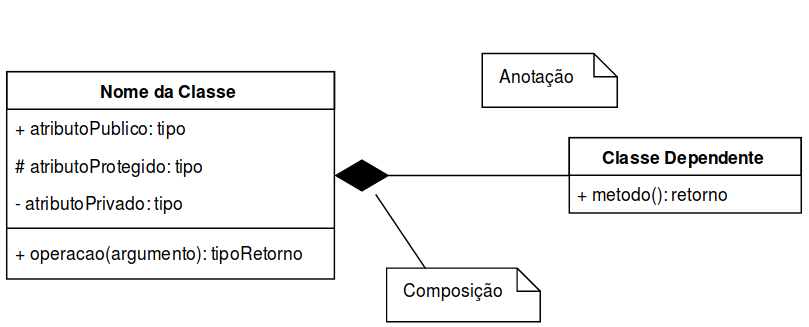 Nome da Classe
+ atributoPublico: tipo
# atributoProtegido: tipo
- atributoPrivado: tipo
+ operacao(argumento): tipoRetorno
Anotação
Classe Dependente
+ metodo(): retorno
Composição